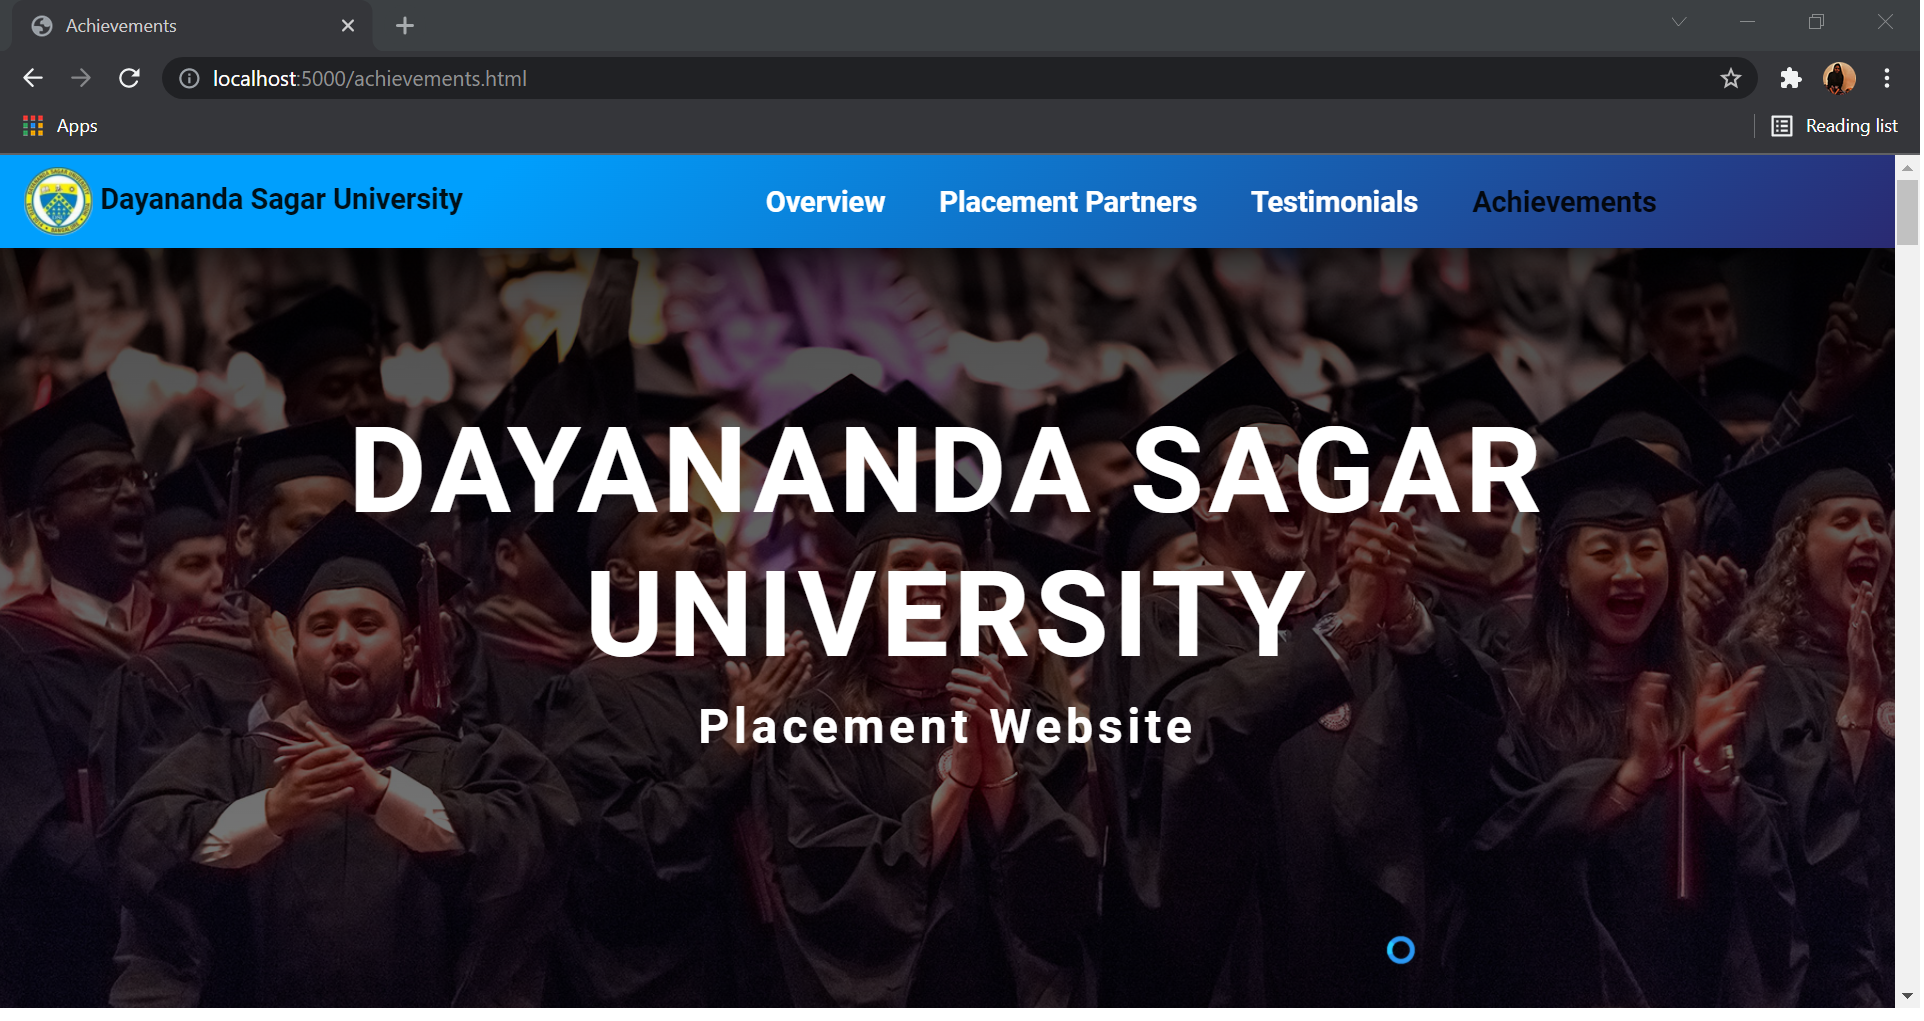 Achievements
localhost:5000/achievements.html
Apps
Reading list
Dayananda Sagar University
Overview
Placement Partners
Testimonials
Achievements
DAYANANDA SAGAR
UNIVERSITY
Placement Website